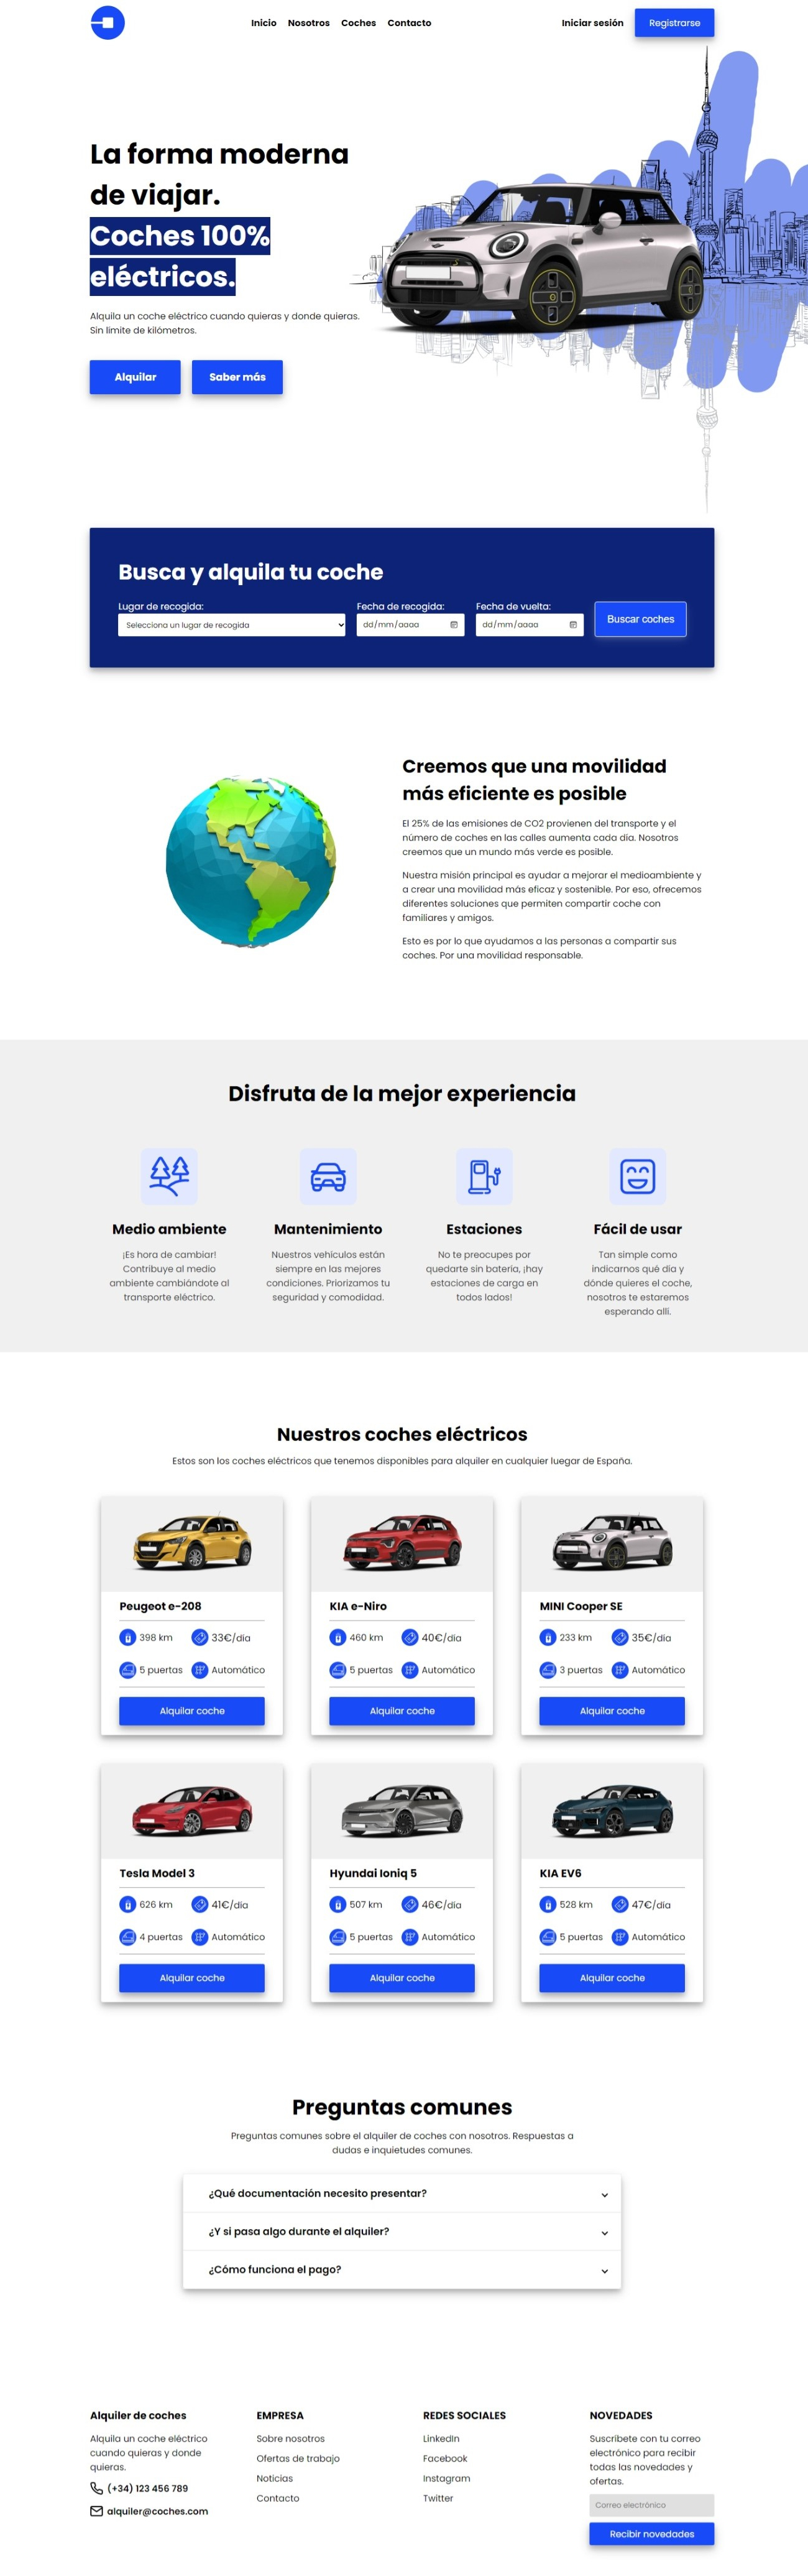 Inicio Nosotros Coches Contacto Iniciar sesión Registrarse
La forma moderna
de viajar.
Coches 100%
eléctricos.
Alquila un coche eléctrico cuando quieras y donde quieras.
Sin limite de kilómetros.
Alquilar Saber más
Busca y alquila tu coche
Lugar de recogida: Fecha de recogida: Fecha de vuelta:
Selecciona un lugar de recogida dd/mm/aaaa dd/mm/aaaa Buscar coches
Creemos que una movilidad
más eficiente es posible
El 25% de las emisiones de CO2 provienen del transporte y el
número de coches en las calles aumenta cada día. Nosotros
creemos que un mundo más verde es posible.
Nuestra misión principal es ayudar a mejorar el medioambiente y
a crear una movilidad más eficaz y sostenible. Por eso, ofrecemos
diferentes soluciones que permiten compartir coche con
familiares y amigos.
Esto es por lo que ayudamos a las personas a compartir sus
coches. Por una movilidad responsable.
Disfruta de la mejor experiencia
Medio ambiente
¡Es hora de cambiar!
Contribuye al medio
ambiente cambiándote al
transporte eléctrico.
Mantenimiento
Nuestros vehículos están
siempre en las mejores
condiciones. Priorizamos tu
seguridad y comodidad.
Estaciones
No te preocupes por
quedarte sin batería, ¡hay
estaciones de carga en
todos lados!
Fácil de usar
Tan simple como
indicarnos qué día y
dónde quieres el coche,
nosotros te estaremos
esperando allí.
Nuestros coches eléctricos
Estos son los coches eléctricos que tenemos disponibles para alquiler en cualquier luegar de España.
Peugeot e-208
398 km 33€/día
5 puertas Automático
Alquilar coche
KIA e-Niro
460 km 40€/día
5 puertas Automático
Alquilar coche
MINI Cooper SE
233 km 35€/día
3 puertas Automático
Alquilar coche
Tesla Model 3
626 km 41€/día
4 puertas Automático
Alquilar coche
Hyundai Ioniq 5
507 km 46€/día
5 puertas Automático
Alquilar coche
KIA EV6
528 km 47€/día
5 puertas Automático
Alquilar coche
Preguntas comunes
Preguntas comunes sobre el alquiler de coches con nosotros. Respuestas a
dudas e inquietudes comunes.
¿Qué documentación necesito presentar?
¿Y si pasa algo durante el alquiler?
¿Cómo funciona el pago?
Alquiler de coches
Alquila un coche eléctrico
cuando quieras y donde
quieras.
(+34) 123 456 789
alquiler@coches.com
EMPRESA
Sobre nosotros
Ofertas de trabajo
Noticias
Contacto
REDES SOCIALES
LinkedIn
Facebook
Instagram
Twitter
NOVEDADES
Suscríbete con tu correo
electrónico para recibir
todas las novedades y
ofertas.
Correo electrónico
Recibir novedades